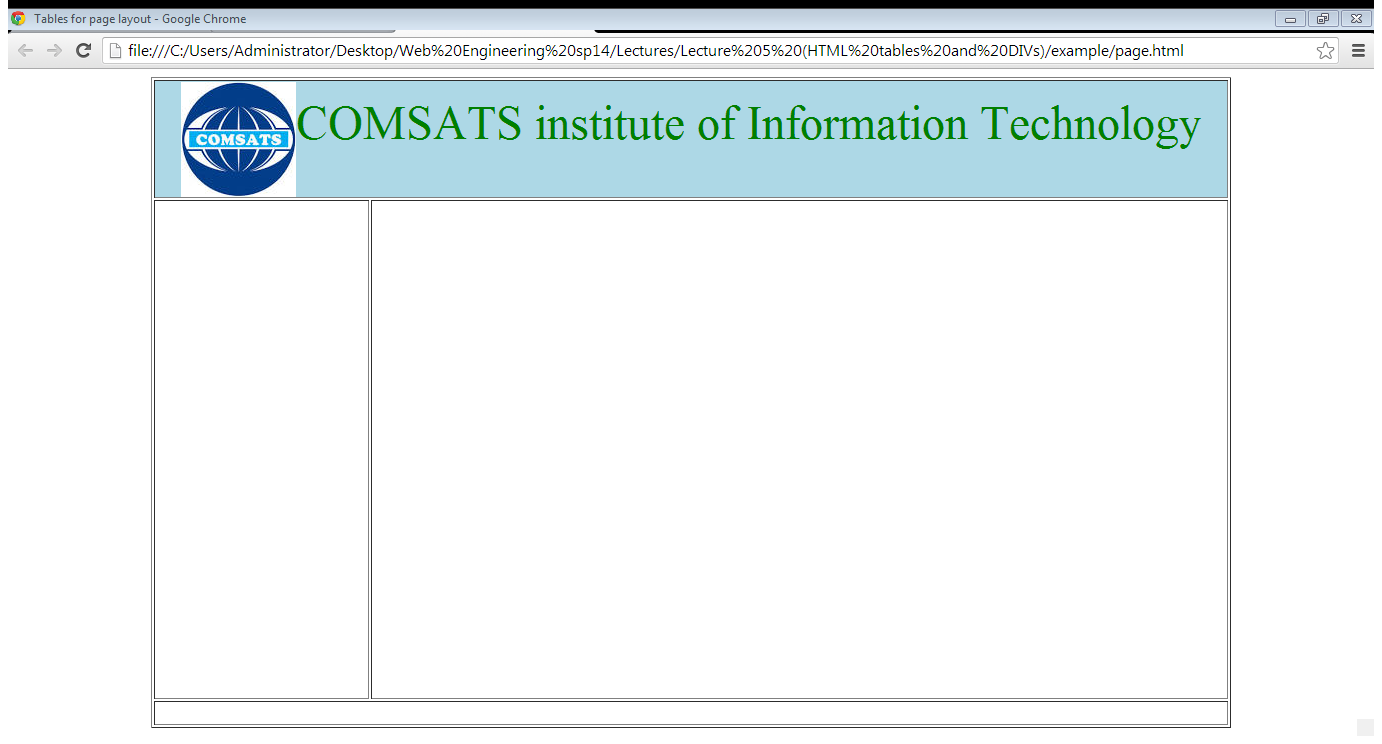 Tables for page layout - Google Chrome
file:///C:/Users/Administrator/Desktop/Web%20Engineering%20sp14/Lectures/Lecture%205%20(HTML%20tables%20and%20DIVs)/example/page.html
COMSATS institute of Information Technology
COMSATS